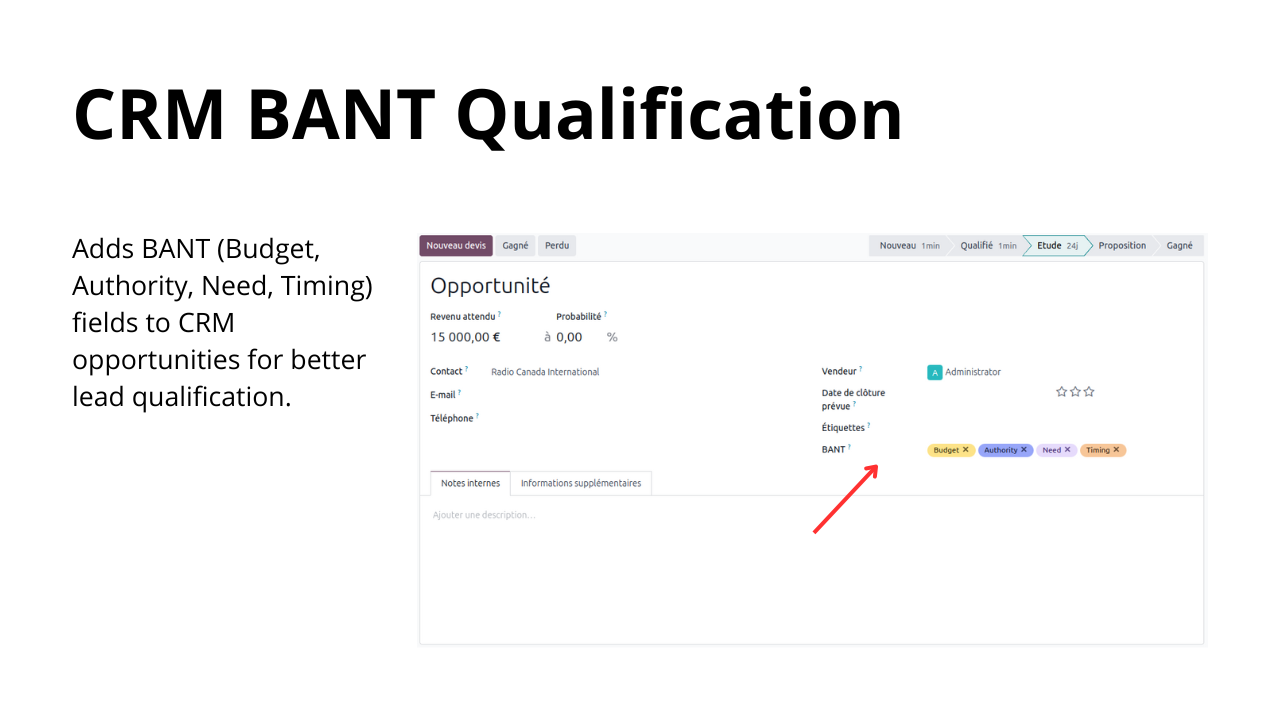 CRM BANT Qualification
Adds BANT (Budget,
Authority, Need, Timing)
fields to CRM
opportunities for better
lead qualification.
Nouveau devis Gagné Perdu
Nouveau 1min Qualifié 1min Etude 24j Proposition Gagné
Opportunité
Revenu attendu ? Probabilité ?
15 000,00 € à 0,00 %
Contact ? Radio Canada International
E-mail ?
Téléphone ?
Vendeur ? A Administrator
Date de clôture
prévue ?
Étiquettes ?
BANT ? Budget ✕ Authority ✕ Need ✕ Timing ✕
Notes internes Informations supplémentaires
Ajouter une description...